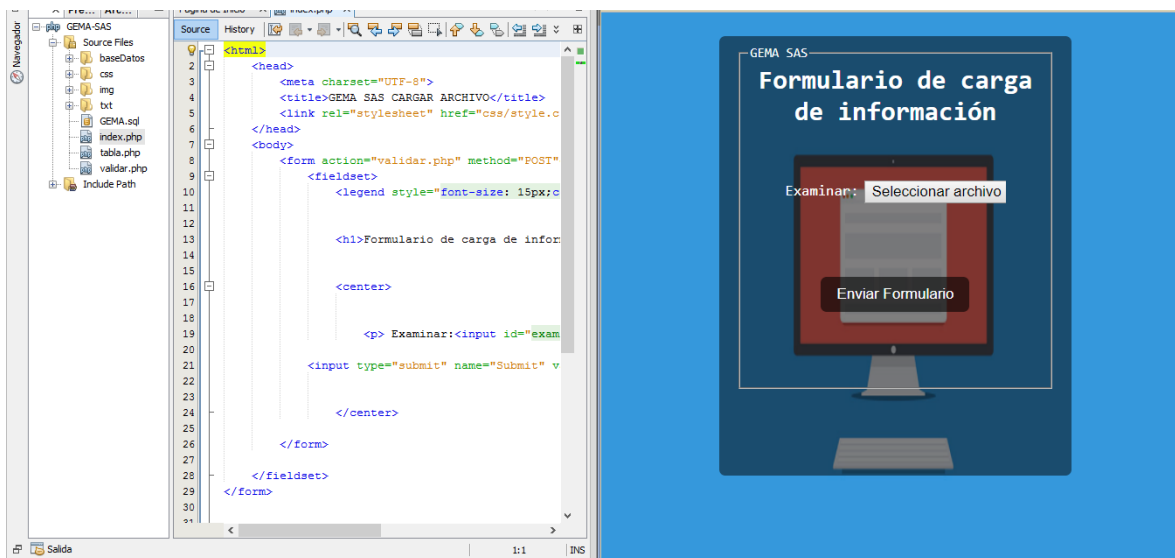 Navegador
GEMA-SAS
Source Files
baseDatos
css
img
txt
GEMA.sql
index.php
tabla.php
validar.php
Include Path
Source History
1 <html>
2 <head>
3 <meta charset="UTF-8">
4 <title>GEMA SAS CARGAR ARCHIVO</title>
5 <link rel="stylesheet" href="css/style.c
6 </head>
7 <body>
8 <form action="validar.php" method="POST"
9 <fieldset>
10 <legend style="font-size: 15px;c
11
12
13 <h1>Formulario de carga de infor
14
15
16 <center>
17
18
19 <p> Examinar:<input id="exam
20
21 <input type="submit" name="Submit" v
22
23
24 </center>
25
26 </form>
27
28 </fieldset>
29 </form>
30
Salida
1:1 INS
GEMA SAS
Formulario de carga
de información
Examinar: Seleccionar archivo
Enviar Formulario